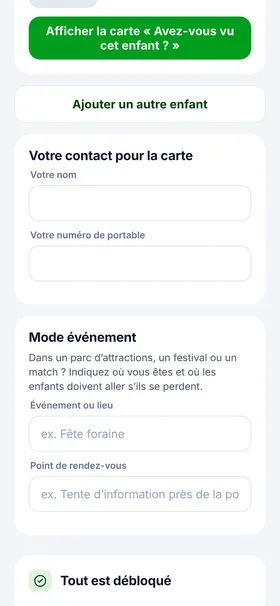 Afficher la carte « Avez-vous vu
cet enfant ? »
Ajouter un autre enfant
Votre contact pour la carte
Votre nom
Votre numéro de portable
Mode événement
Dans un parc d’attractions, un festival ou un
match ? Indiquez où vous êtes et où les
enfants doivent aller s’ils se perdent.
Événement ou lieu
ex. Fête foraine
Point de rendez-vous
ex. Tente d’information près de la po
Tout est débloqué